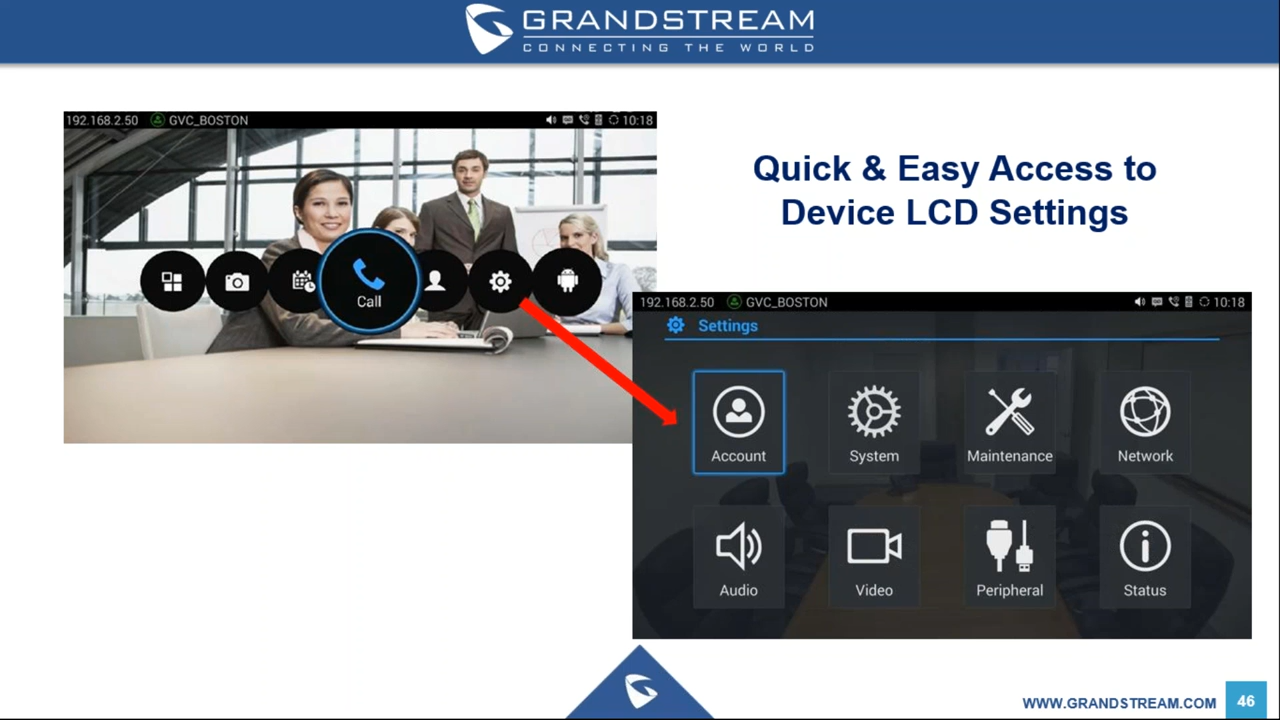 GRANDSTREAM
CONNECTING THE WORLD
192.168.2.50 GVC_BOSTON 10:18
Call
Quick & Easy Access to
Device LCD Settings
192.168.2.50 GVC_BOSTON 10:18
Settings
Account System Maintenance Network
Audio Video Peripheral Status
WWW.GRANDSTREAM.COM 46